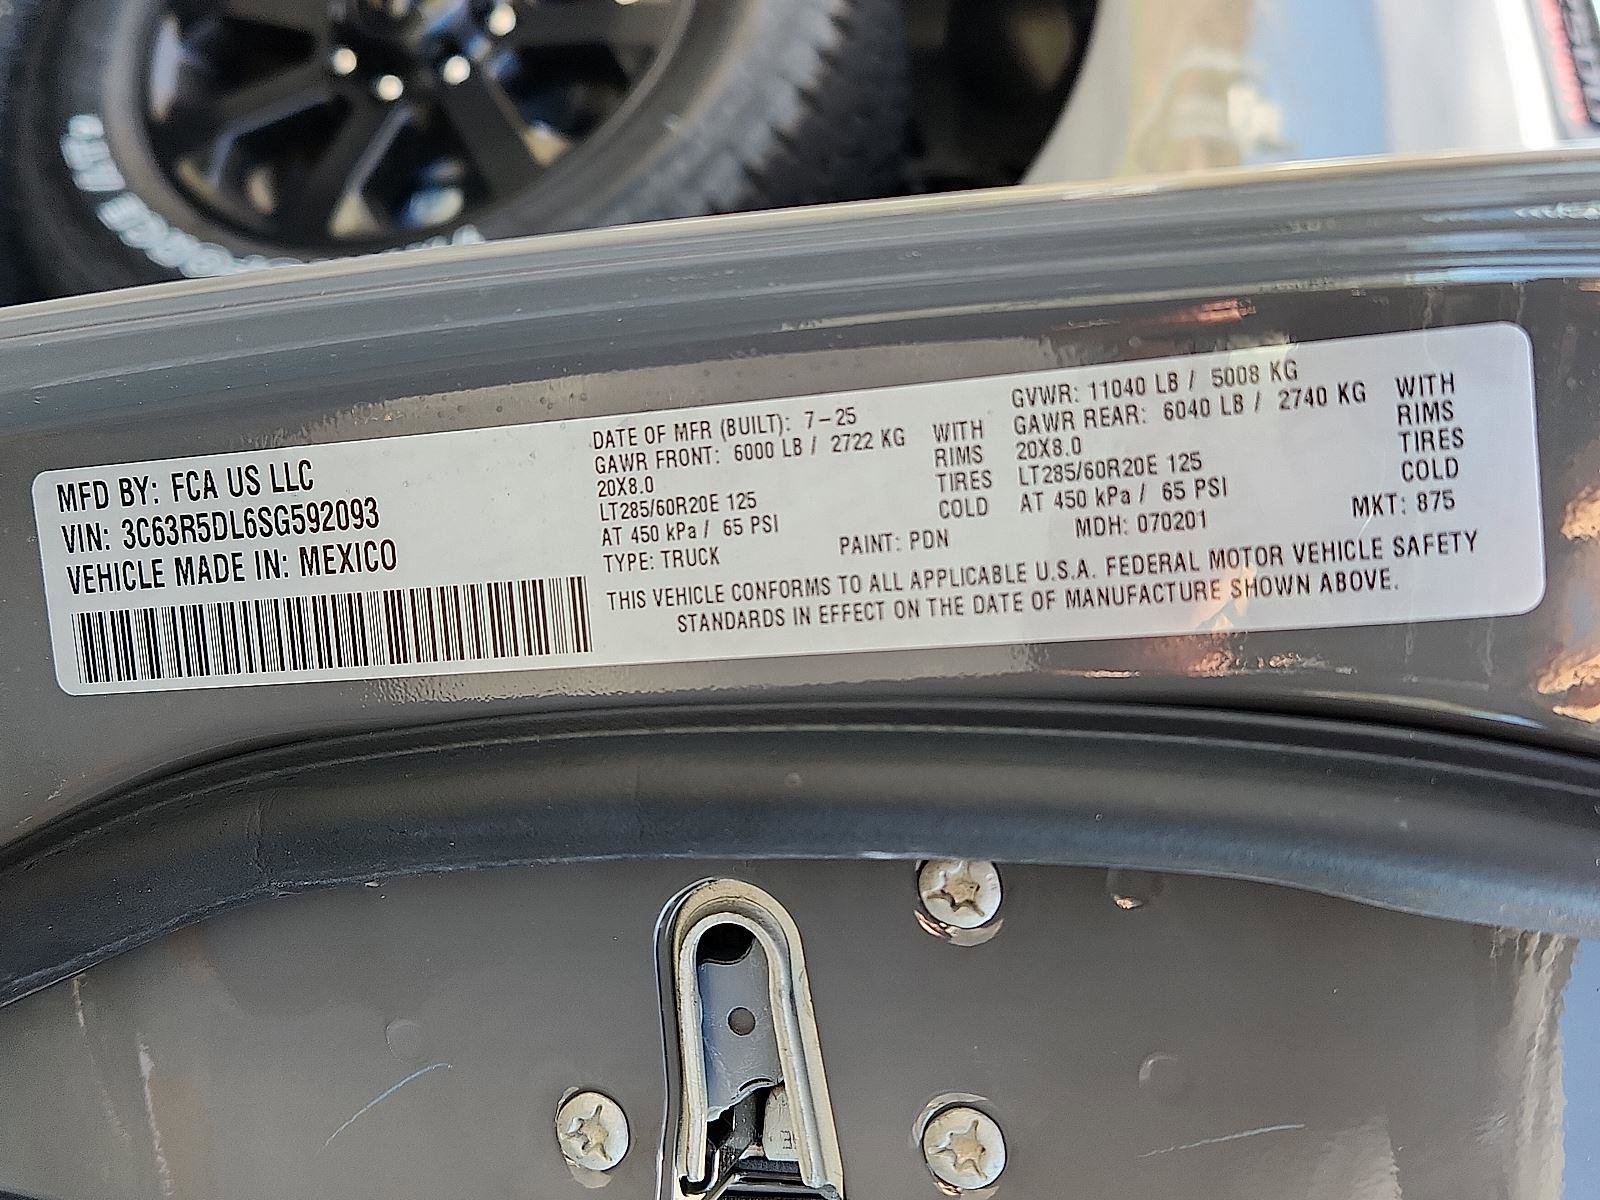 MFD BY: FCA US LLC
VIN: 3C63R5DL6SG592093
VEHICLE MADE IN: MEXICO
DATE OF MFR (BUILT): 7-25
GAWR FRONT: 6000 LB / 2722 KG WITH
20X8.0 RIMS
LT285/60R20E 125 TIRES
AT 450 kPa / 65 PSI COLD
TYPE: TRUCK PAINT: PDN
GVWR: 11040 LB / 5008 KG
GAWR REAR: 6040 LB / 2740 KG WITH
20X8.0 RIMS
LT285/60R20E 125 TIRES
AT 450 kPa / 65 PSI COLD
MDH: 070201 MKT: 875
THIS VEHICLE CONFORMS TO ALL APPLICABLE U.S.A. FEDERAL MOTOR VEHICLE SAFETY
STANDARDS IN EFFECT ON THE DATE OF MANUFACTURE SHOWN ABOVE.